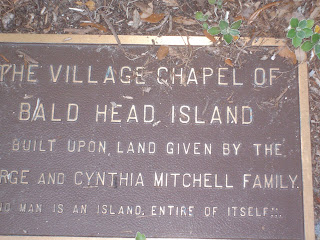 THE VILLAGE CHAPEL OF
BALD HEAD ISLAND
BUILT UPON LAND GIVEN BY THE
RGE AND CYNTHIA MITCHELL FAMILY.
NO MAN IS AN ISLAND, ENTIRE OF ITSELF...